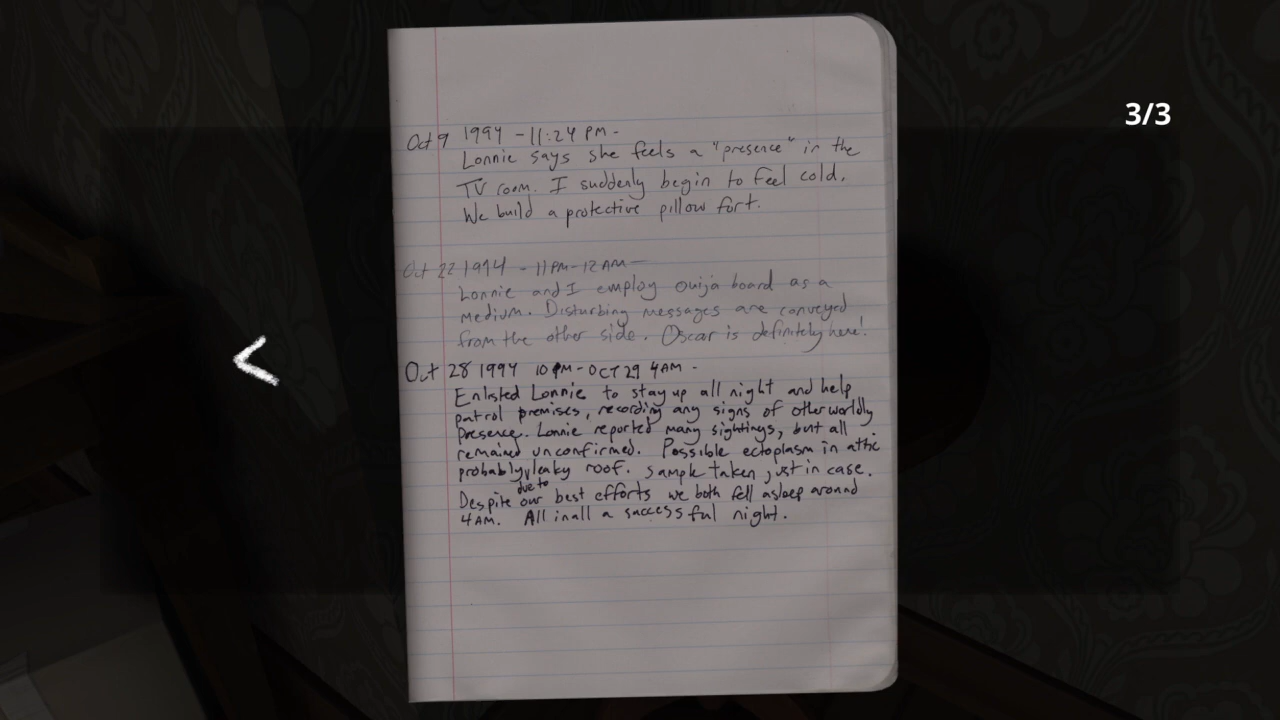 3/3
Oct 9 1994 - 11:24 PM -
Lonnie says she feels a "presence" in the
TV room. I suddenly begin to feel cold.
We build a protective pillow fort.
Oct 22 1994 - 11PM-12AM -
Lonnie and I employ ouija board as a
medium. Disturbing messages are conveyed
from the other side. Oscar is definitely here!
Oct 28 1994 10PM - OCT 29 4AM -
Enlisted Lonnie to stay up all night and help
patrol premises, recording any signs of otherworldly
presence. Lonnie reported many sightings, but all
remained unconfirmed. Possible ectoplasm in attic
probably leaky roof. sample taken just in case.
due to
Despite our best efforts we both fell asleep around
4AM. All in all a successful night.
<